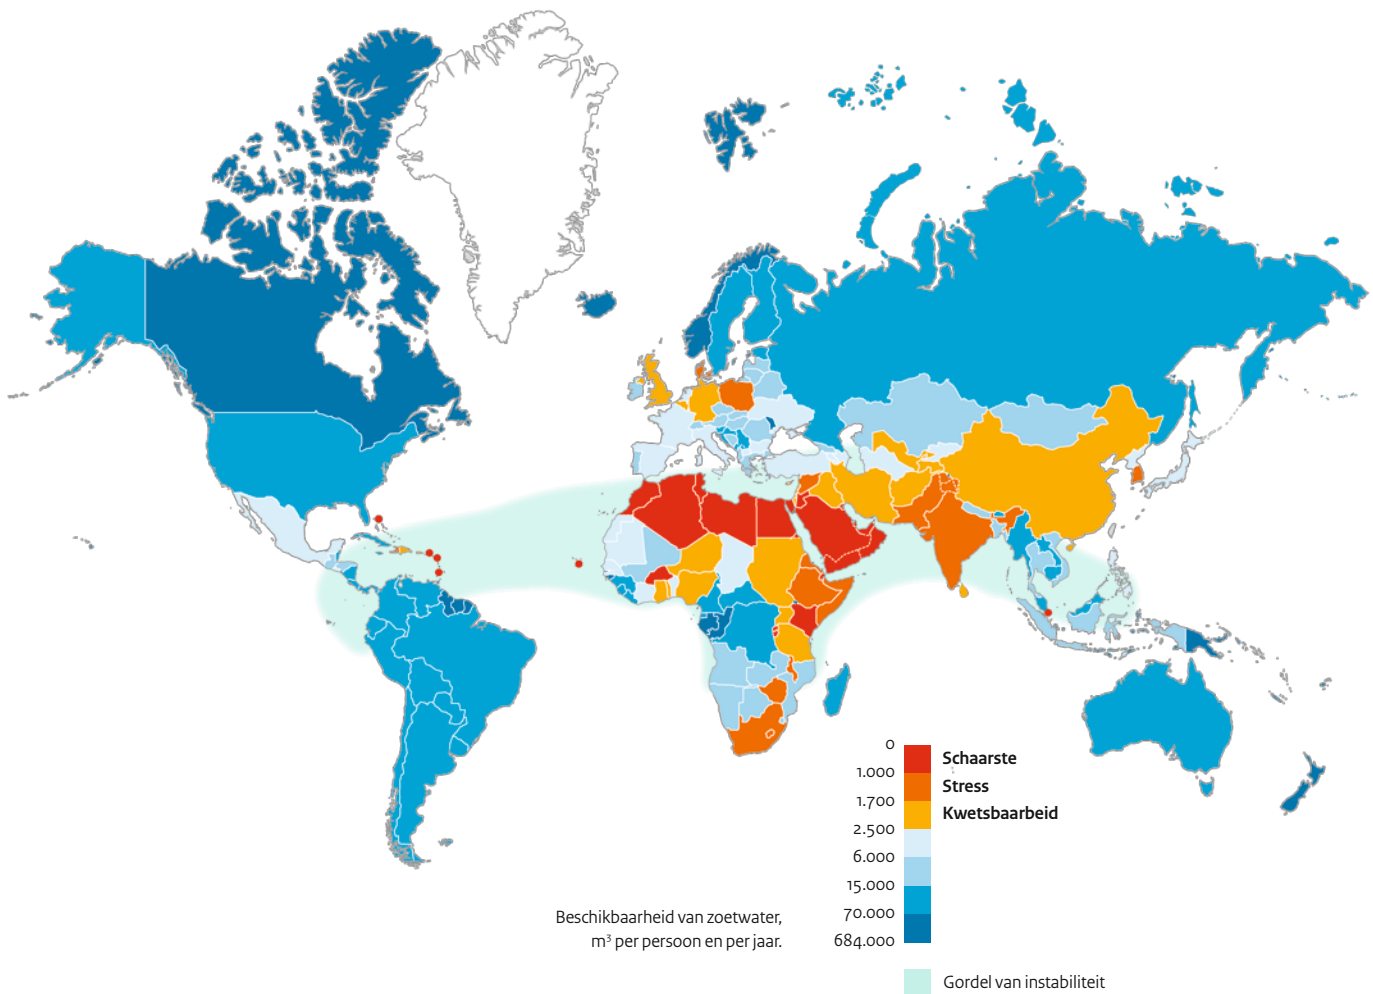 0
Schaarste
1.000
Stress
1.700
Kwetsbaarbeid
2.500
6.000
15.000
70.000
684.000
Beschikbaarheid van zoetwater,
m³ per persoon en per jaar.
Gordel van instabiliteit